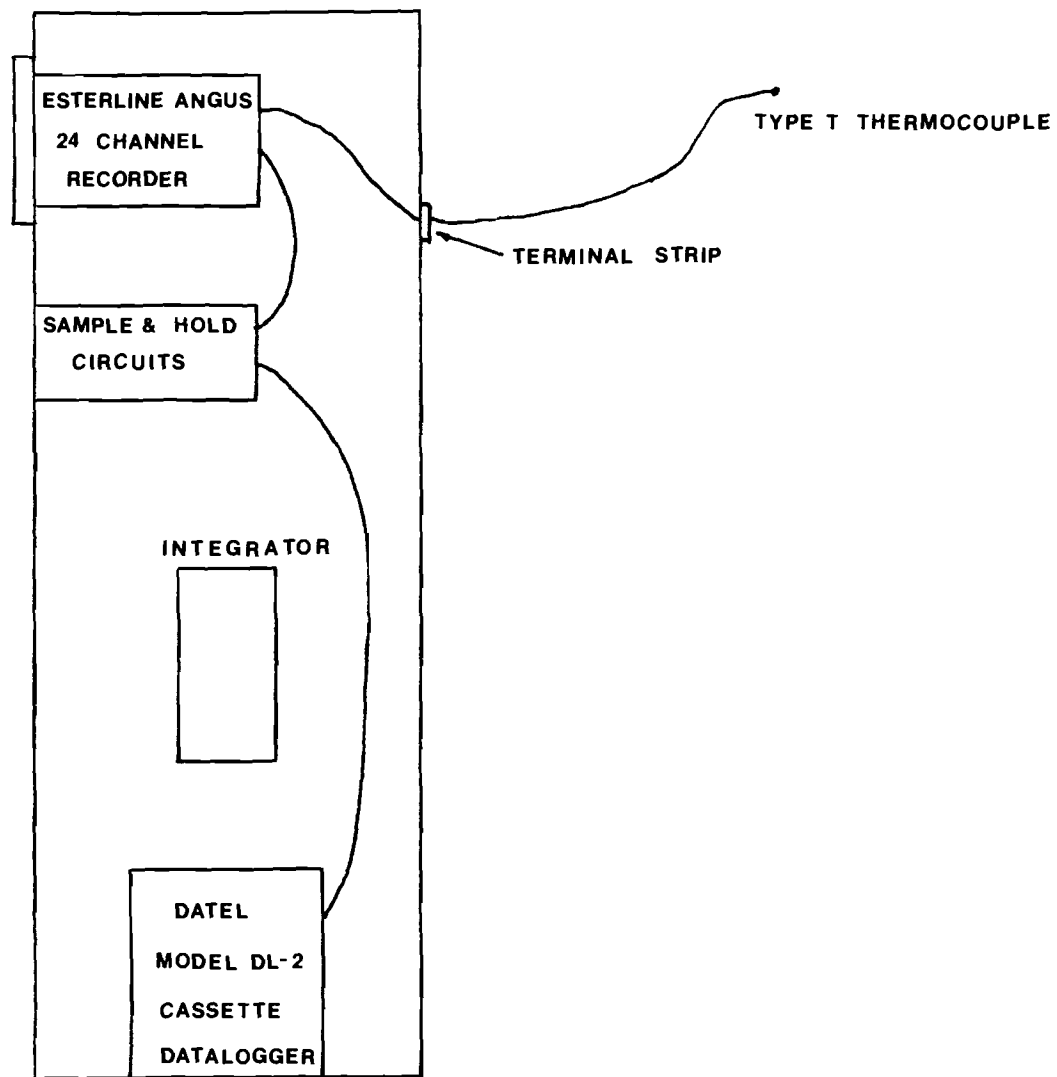 ESTERLINE ANGUS
24 CHANNEL
RECORDER
TYPE T THERMOCOUPLE
TERMINAL STRIP
SAMPLE & HOLD
CIRCUITS
INTEGRATOR
DATEL
MODEL DL-2
CASSETTE
DATALOGGER